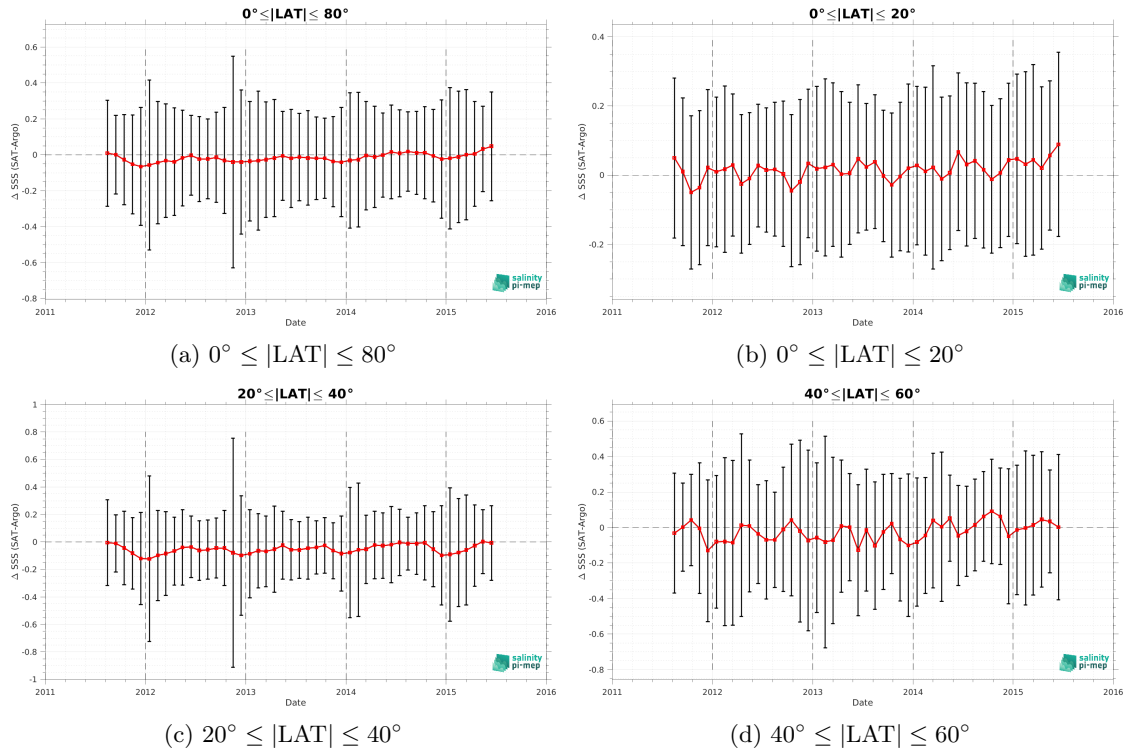 0°≤|LAT|≤ 80°
0.6
0.4
0.2
0
-0.2
-0.4
-0.6
-0.8
Δ SSS (SAT-Argo)
2011
2012
2013
2014
2015
2016
Date
salinity
pi-mep
(a) 0° ≤ |LAT| ≤ 80°
0°≤|LAT|≤ 20°
0.4
0.2
0
-0.2
Δ SSS (SAT-Argo)
2011
2012
2013
2014
2015
2016
Date
salinity
pi-mep
(b) 0° ≤ |LAT| ≤ 20°
20°≤|LAT|≤ 40°
1
0.8
0.6
0.4
0.2
0
-0.2
-0.4
-0.6
-0.8
-1
Δ SSS (SAT-Argo)
2011
2012
2013
2014
2015
2016
Date
salinity
pi-mep
(c) 20° ≤ |LAT| ≤ 40°
40°≤|LAT|≤ 60°
0.6
0.4
0.2
0
-0.2
-0.4
-0.6
-0.8
Δ SSS (SAT-Argo)
2011
2012
2013
2014
2015
2016
Date
salinity
pi-mep
(d) 40° ≤ |LAT| ≤ 60°